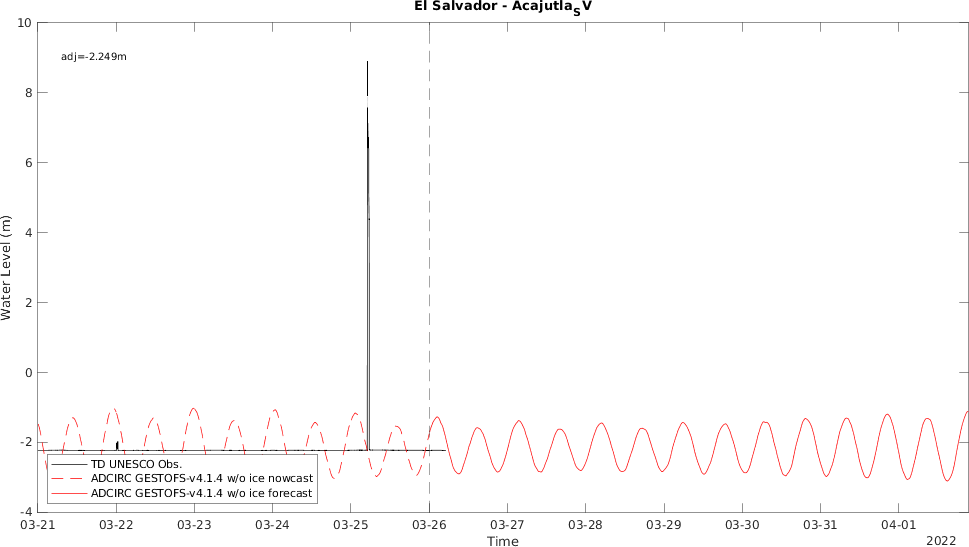 El Salvador - AcajutlaSV
adj=-2.249m
10
8
6
4
2
0
-2
-4
Water Level (m)
TD UNESCO Obs.
ADCIRC GESTOFS-v4.1.4 w/o ice nowcast
ADCIRC GESTOFS-v4.1.4 w/o ice forecast
03-21 03-22 03-23 03-24 03-25 03-26 03-27 03-28 03-29 03-30 03-31 04-01
Time
2022